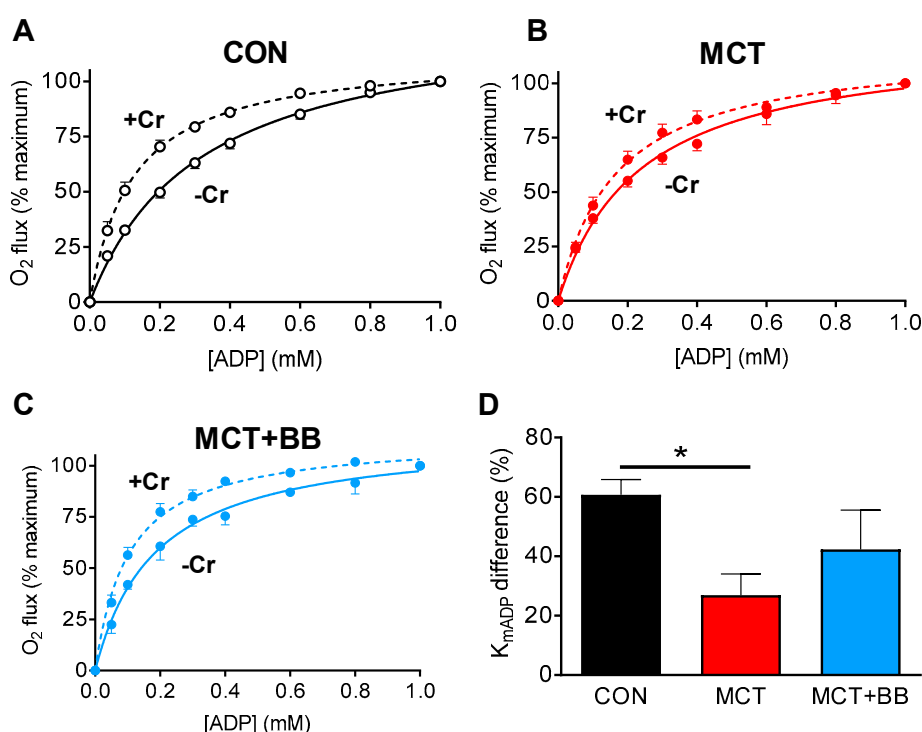 A
CON
O2 flux (% maximum)
100
75
50
25
0
+Cr
-Cr
0.0 0.2 0.4 0.6 0.8 1.0
[ADP] (mM)
B
MCT
O2 flux (% maximum)
100
75
50
25
0
+Cr
-Cr
0.0 0.2 0.4 0.6 0.8 1.0
[ADP] (mM)
C
MCT+BB
O2 flux (% maximum)
100
75
50
25
0
+Cr
-Cr
0.0 0.2 0.4 0.6 0.8 1.0
[ADP] (mM)
D
KmADP difference (%)
80
60
40
20
0
*
CON MCT MCT+BB